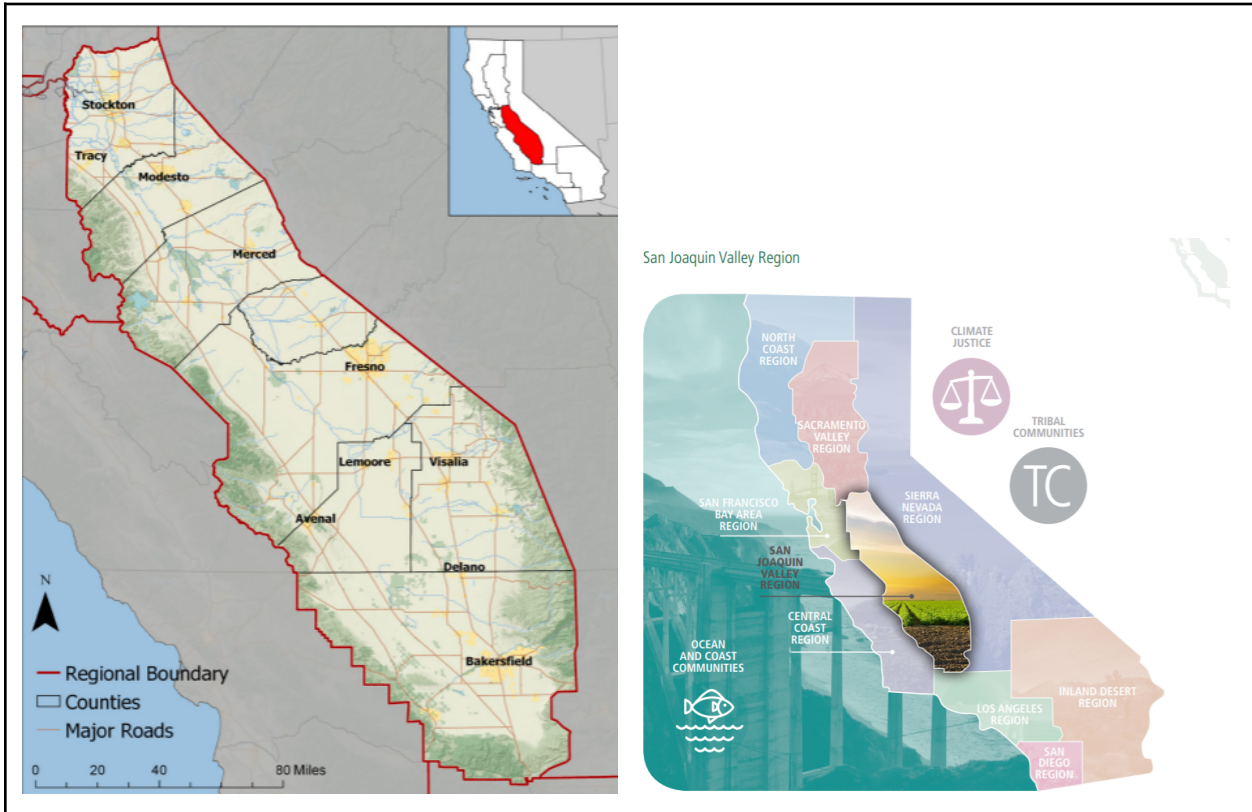 Stockton
Tracy
Modesto
Merced
Fresno
Lemoore
Visalia
Avenal
Delano
Bakersfield
N
Regional Boundary
Counties
Major Roads
0 20 40 80 Miles
San Joaquin Valley Region
NORTH
COAST
REGION
SACRAMENTO
VALLEY
REGION
SAN FRANCISCO
BAY AREA
REGION
SAN
JOAQUIN
VALLEY
REGION
CENTRAL
COAST
REGION
OCEAN
AND COAST
COMMUNITIES
SIERRA
NEVADA
REGION
CLIMATE
JUSTICE
TRIBAL
COMMUNITIES
TC
LOS ANGELES
REGION
INLAND DESERT
REGION
SAN
DIEGO
REGION